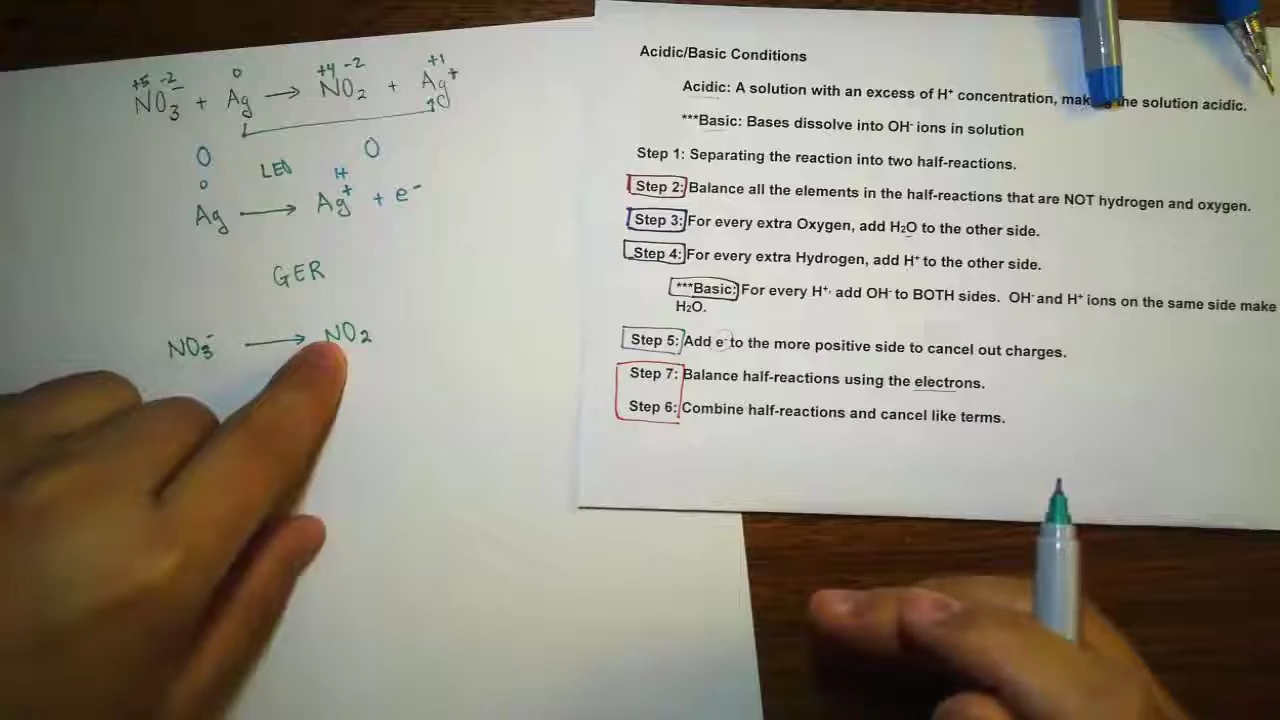 +5 -2 0 +4 -2 +1
NO₃⁻ + Ag → NO₂ + Ag⁺
O LEO O
0 H
Ag → Ag⁺ + e⁻
GER
NO₃⁻ → NO₂
Acidic/Basic Conditions
Acidic: A solution with an excess of H⁺ concentration, the solution acidic.
***Basic: Bases dissolve into OH⁻ ions in solution
Step 1: Separating the reaction into two half-reactions.
Step 2: Balance all the elements in the half-reactions that are NOT hydrogen and oxygen.
Step 3: For every extra Oxygen, add H₂O to the other side.
Step 4: For every extra Hydrogen, add H⁺ to the other side.
***Basic: For every H⁺, add OH⁻ to BOTH sides. OH⁻ and H⁺ ions on the same side make
H₂O.
Step 5: Add e⁻ to the more positive side to cancel out charges.
Step 7: Balance half-reactions using the electrons.
Step 6: Combine half-reactions and cancel like terms.